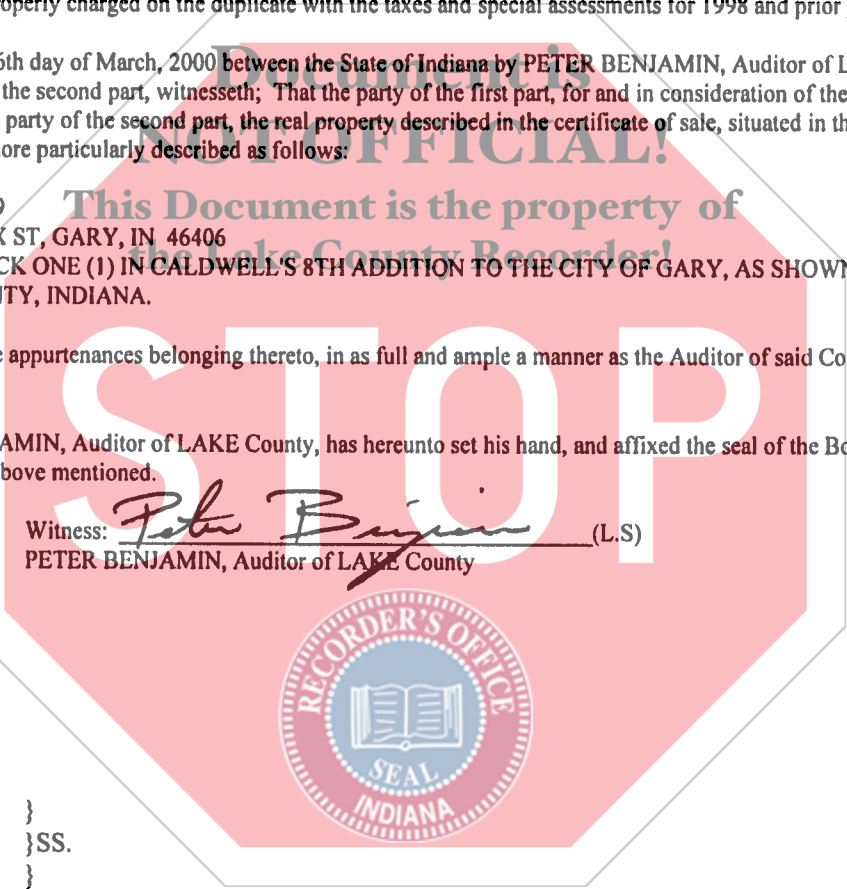 operly charged on the duplicate with the taxes and special assessments for 1998 and prior
6th day of March, 2000 between the State of Indiana by PETER BENJAMIN, Auditor of L
the second part, witnesseth; That the party of the first part, for and in consideration of the
party of the second part, the real property described in the certificate of sale, situated in th
ore particularly described as follows:
Document is
NOT OFFICIAL!
This Document is the property of
the Lake County Recorder!
9
X ST, GARY, IN 46406
CK ONE (1) IN CALDWELL'S 8TH ADDITION TO THE CITY OF GARY, AS SHOWN
TY, INDIANA.
STOP
e appurtenances belonging thereto, in as full and ample a manner as the Auditor of said Co
AMIN, Auditor of LAKE County, has hereunto set his hand, and affixed the seal of the Bo
bove mentioned.
Witness: Peter Benjamin (L.S)
PETER BENJAMIN, Auditor of LAKE County
RECORDER'S OFFICE
SEAL
INDIANA
}
}SS.
}